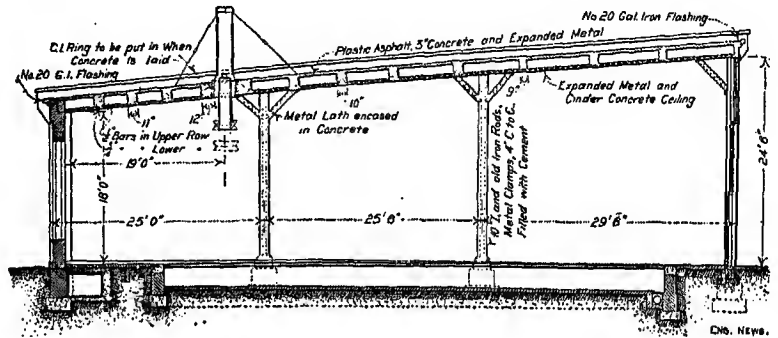 No 20 Gal. Iron Flashing
C.I. Ring to be put in When
Concrete is laid
Plastic Asphalt, 3" Concrete and Expanded Metal
No 20 G.I. Flashing
11"
12"
10"
9"
Expanded Metal and
Cinder Concrete Ceiling
Metal Lath encased
in Concrete
Bars in Upper Row
" " Lower "
19'0"
18'0"
10" I, and old Iron Rods,
Metal Clamps, 4" C to C.
Filled with Cement
24'6"
25'0"
25'6"
29'6"
ENG. NEWS.